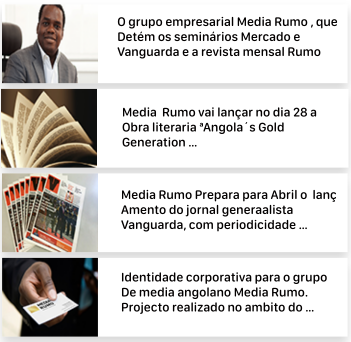 O grupo empresarial Media Rumo , que
Detém os seminários Mercado e
Vanguarda e a revista mensal Rumo
Media Rumo vai lançar no dia 28 a
Obra literaria ªAngola´s Gold
Generation ...
Media Rumo Prepara para Abril o lanç
Amento do jornal generaalista
Vanguarda, com periodicidade ...
Identidade corporativa para o grupo
De media angolano Media Rumo.
Projecto realizado no ambito do ...